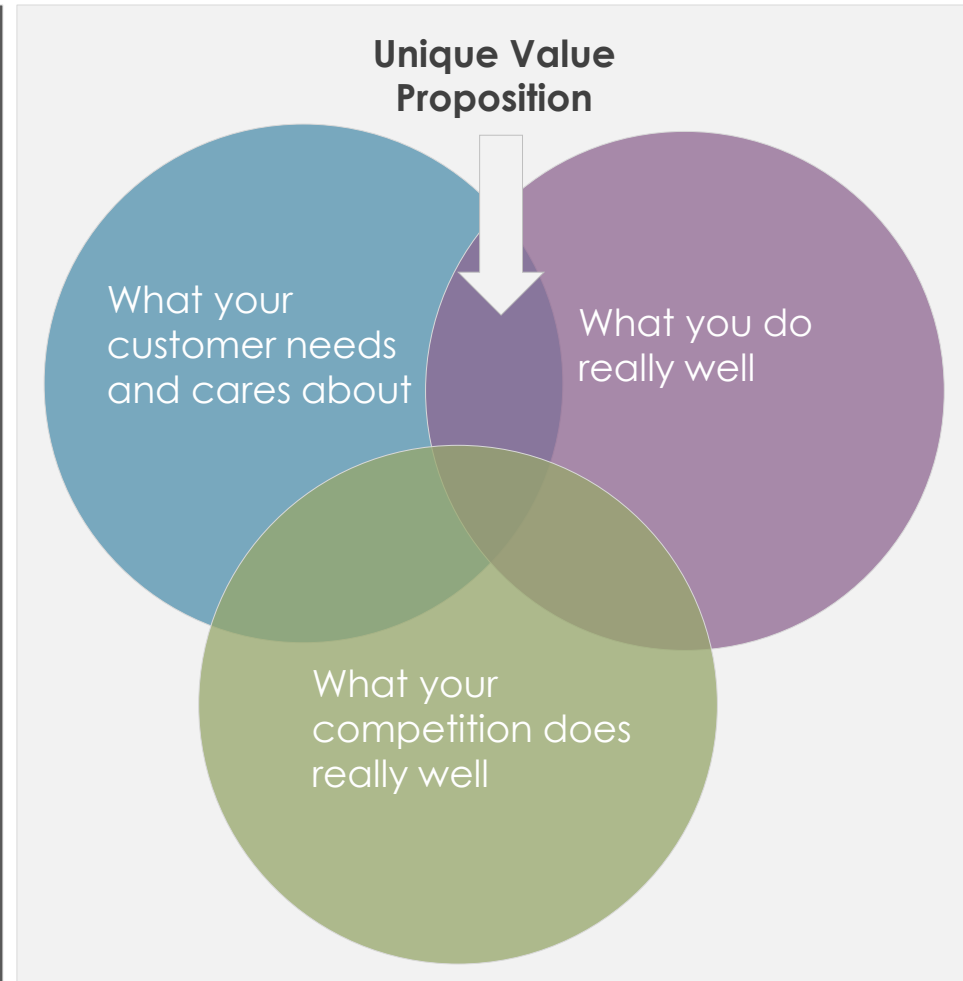 Unique Value
Proposition
What your
customer needs
and cares about
What you do
really well
What your
competition does
really well